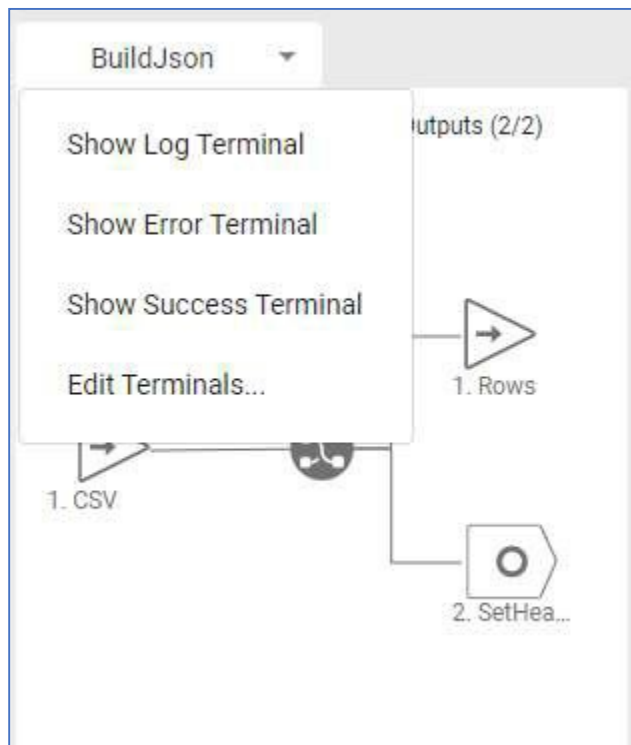 BuildJson
Show Log Terminal
utputs (2/2)
Show Error Terminal
Show Success Terminal
Edit Terminals...
1. Rows
1. CSV
2. SetHea...